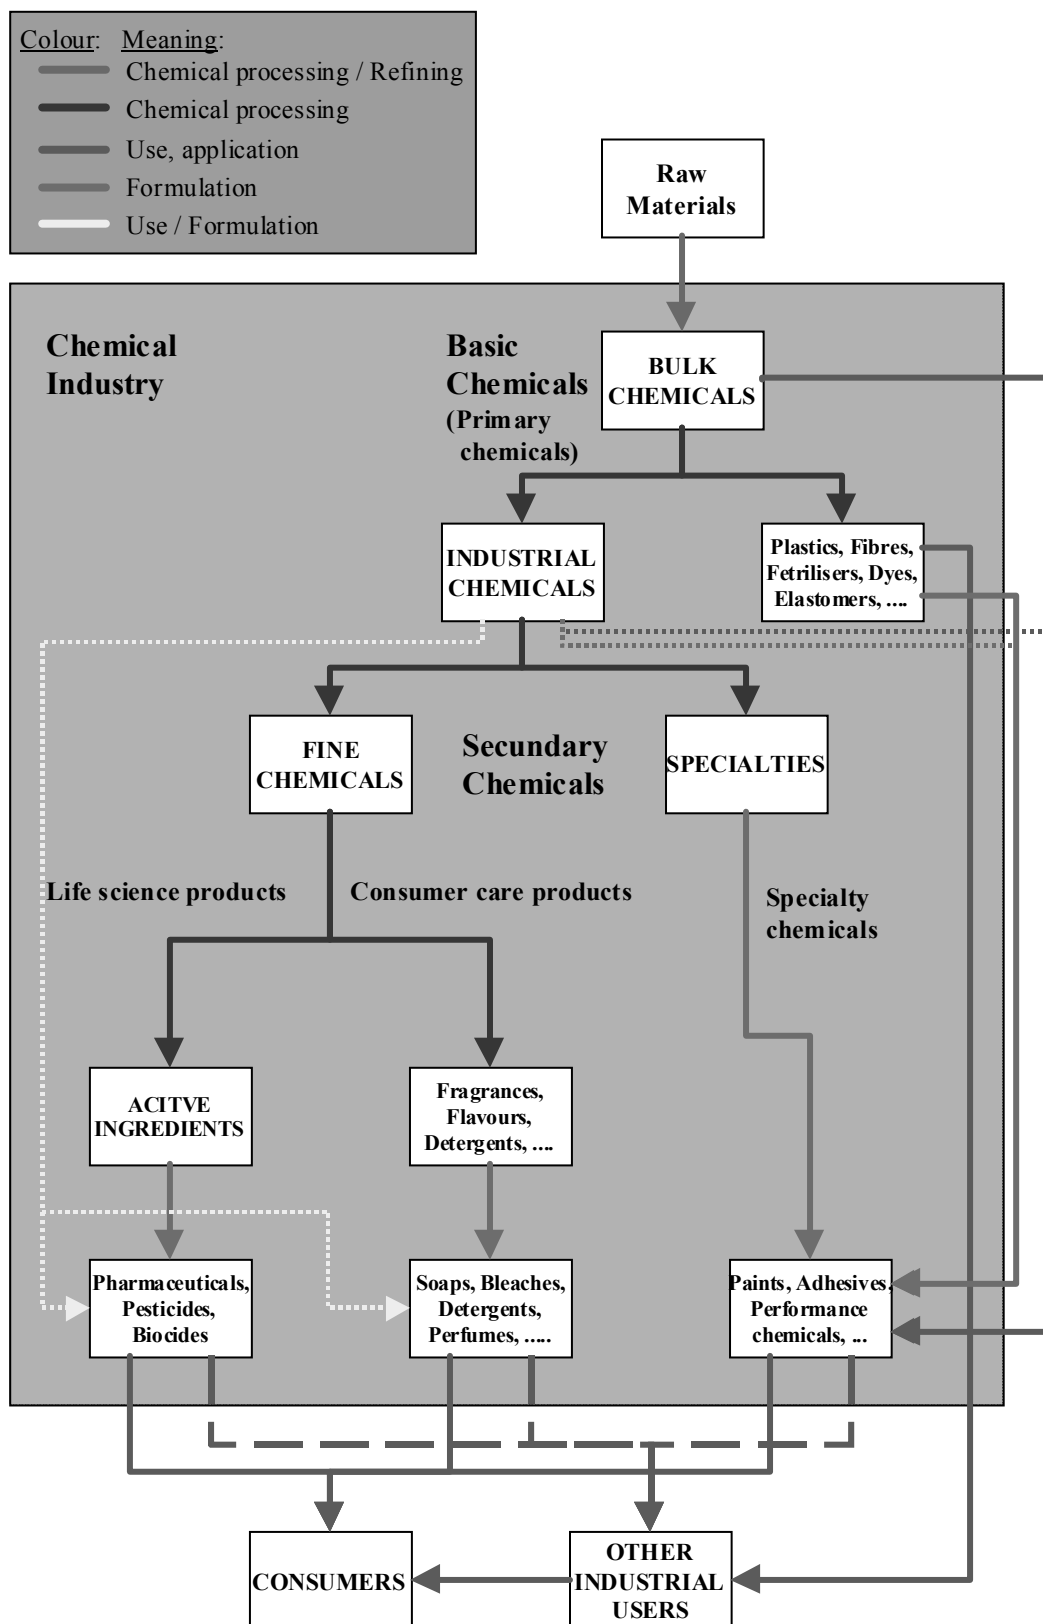 Colour: Meaning:
Chemical processing / Refining
Chemical processing
Use, application
Formulation
Use / Formulation
Raw
Materials
Chemical
Industry
Basic
Chemicals
(Primary
chemicals)
BULK
CHEMICALS
INDUSTRIAL
CHEMICALS
Plastics, Fibres,
Fetrilisers, Dyes,
Elastomers, ....
FINE
CHEMICALS
Secundary
Chemicals
SPECIALTIES
Life science products
Consumer care products
Specialty
chemicals
ACITVE
INGREDIENTS
Fragrances,
Flavours,
Detergents, ....
Pharmaceuticals,
Pesticides,
Biocides
Soaps, Bleaches,
Detergents,
Perfumes, .....
Paints, Adhesives,
Performance
chemicals, ...
CONSUMERS
OTHER
INDUSTRIAL
USERS